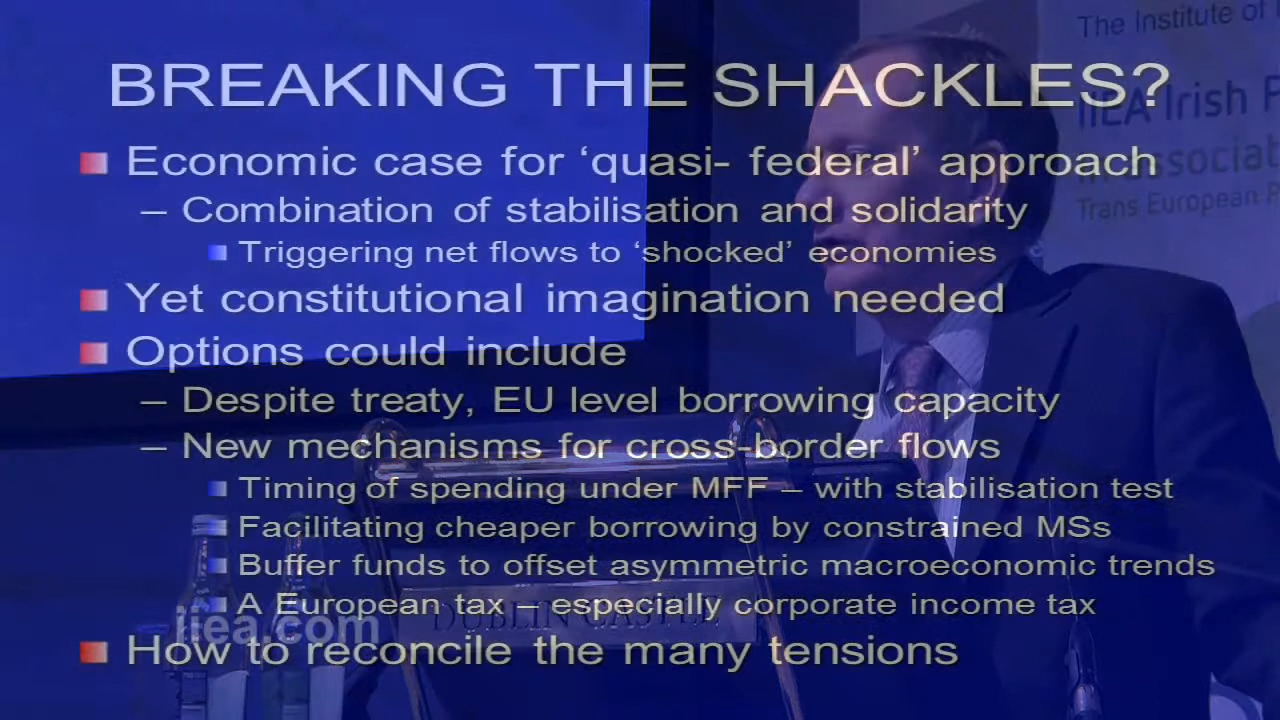 BREAKING THE SHACKLES?
Economic case for ‘quasi- federal’ approach
– Combination of stabilisation and solidarity
Triggering net flows to ‘shocked’ economies
Yet constitutional imagination needed
Options could include
– Despite treaty, EU level borrowing capacity
– New mechanisms for cross-border flows
Timing of spending under MFF – with stabilisation test
Facilitating cheaper borrowing by constrained MSs
Buffer funds to offset asymmetric macroeconomic trends
A European tax – especially corporate income tax
How to reconcile the many tensions
The Institute of
IIEA Irish
Trans European
DUBLIN CASTLE
iiea.com